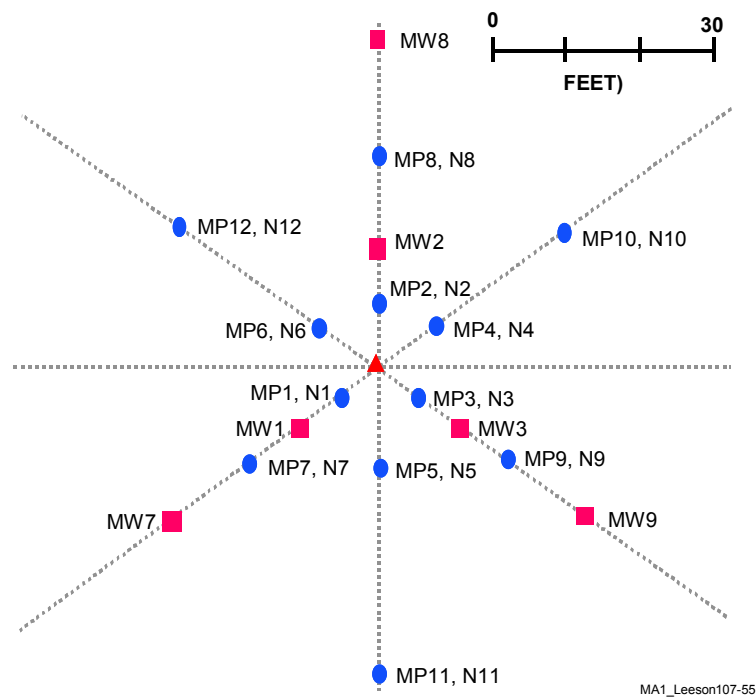 0 30
MW8
FEET)
MP8, N8
MP12, N12
MW2
MP10, N10
MP2, N2
MP6, N6
MP4, N4
MP1, N1
MP3, N3
MW1
MW3
MP7, N7
MP5, N5
MP9, N9
MW7
MW9
MP11, N11
MA1_Leeson107-55